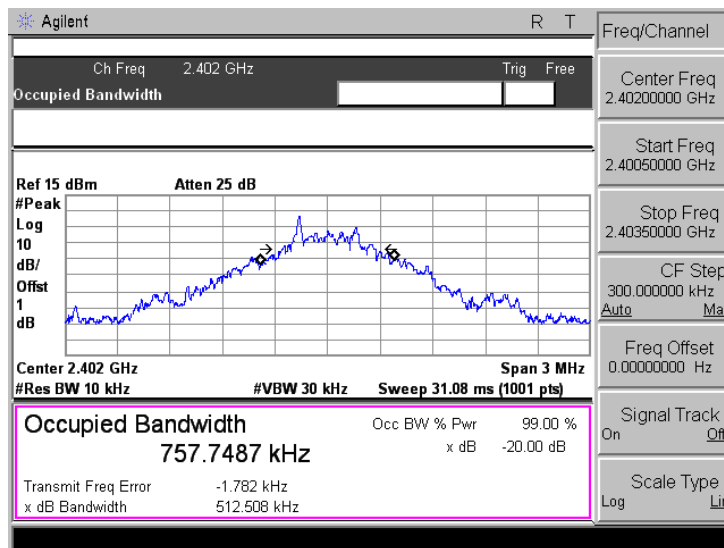 Agilent R T
Ch Freq 2.402 GHz Trig Free
Occupied Bandwidth
Ref 15 dBm Atten 25 dB
#Peak
Log
10
dB/
Offst
1
dB
Center 2.402 GHz Span 3 MHz
#Res BW 10 kHz #VBW 30 kHz Sweep 31.08 ms (1001 pts)
Occupied Bandwidth
757.7487 kHz
Occ BW % Pwr 99.00 %
x dB -20.00 dB
Transmit Freq Error -1.782 kHz
x dB Bandwidth 512.508 kHz
Freq/Channel
Center Freq
2.40200000 GHz
Start Freq
2.40050000 GHz
Stop Freq
2.40350000 GHz
CF Step
300.000000 kHz
Auto Ma
Freq Offset
0.00000000 Hz
Signal Track
On Off
Scale Type
Log Lin